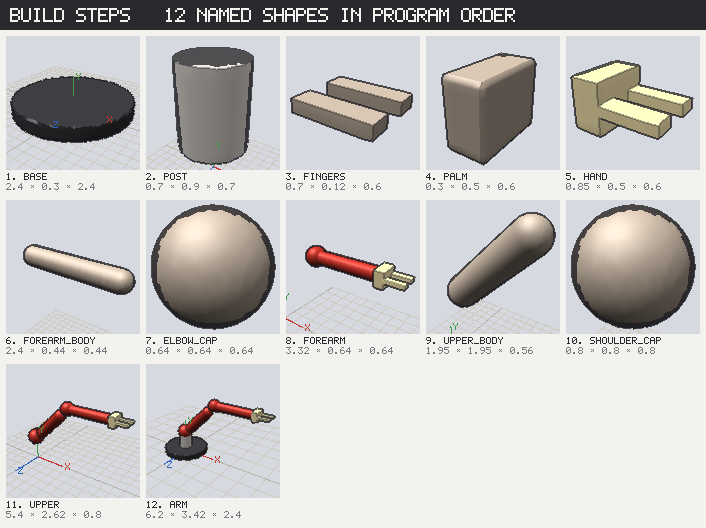 BUILD STEPS 12 NAMED SHAPES IN PROGRAM ORDER
1. BASE
2.4 × 0.3 × 2.4
2. POST
0.7 × 0.9 × 0.7
3. FINGERS
0.7 × 0.12 × 0.6
4. PALM
0.3 × 0.5 × 0.6
5. HAND
0.85 × 0.5 × 0.6
6. FOREARM_BODY
2.4 × 0.44 × 0.44
7. ELBOW_CAP
0.64 × 0.64 × 0.64
8. FOREARM
3.32 × 0.64 × 0.64
9. UPPER_BODY
1.95 × 1.95 × 0.56
10. SHOULDER_CAP
0.8 × 0.8 × 0.8
11. UPPER
5.4 × 2.62 × 0.8
12. ARM
6.2 × 3.42 × 2.4